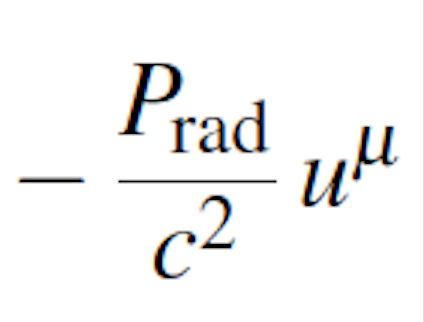 − P_rad/c² u^μ